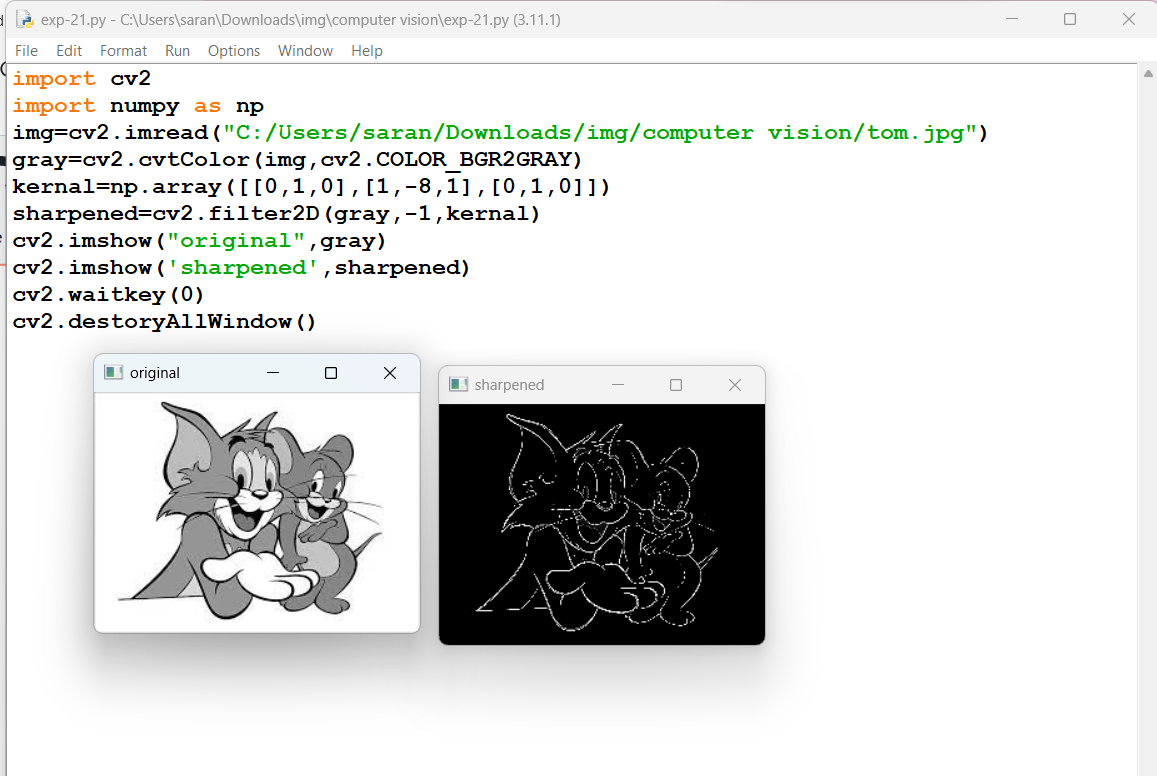 exp-21.py - C:\Users\saran\Downloads\img\computer vision\exp-21.py (3.11.1)
File Edit Format Run Options Window Help
import cv2
import numpy as np
img=cv2.imread("C:/Users/saran/Downloads/img/computer vision/tom.jpg")
gray=cv2.cvtColor(img,cv2.COLOR_BGR2GRAY)
kernal=np.array([[0,1,0],[1,-8,1],[0,1,0]])
sharpened=cv2.filter2D(gray,-1,kernal)
cv2.imshow("original",gray)
cv2.imshow('sharpened',sharpened)
cv2.waitkey(0)
cv2.destoryAllWindow()
original
sharpened